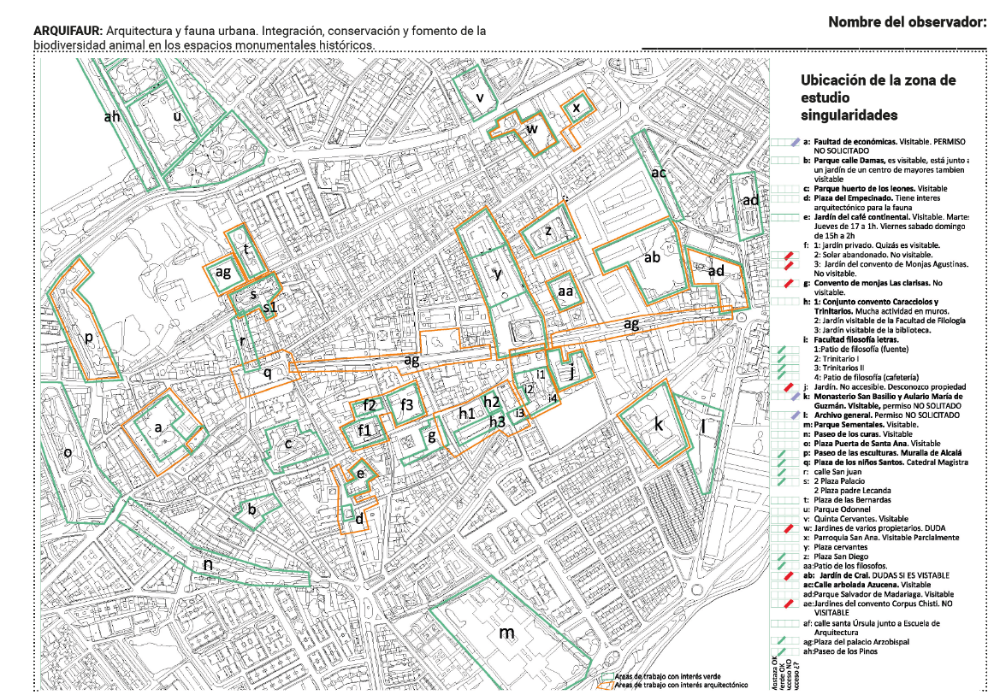 ARQUIFAUR: Arquitectura y fauna urbana. Integración, conservación y fomento de la
biodiversidad animal en los espacios monumentales históricos.
Nombre del observador:
Ubicación de la zona de
estudio
singularidades
a: Faultad de económicas. Visitable. PERMISO
NO SOLICITADO
b: Parque calle Damas, es visitable, está junto a
un jardín de un centro de mayores tambien
visitable
c: Parque huerto de los leones. Visitable
d: Plaza del Empecinado. Tiene interes
arquitectónico para la fauna
e: Jardín del café continental. Visitable. Martes
Jueves de 17 a 1h. Viernes sabado domingo
de 15h a 2h
f: 1: jardín privado. Quizás es visitable.
2: Solar abandonado. No visitable.
3: Jardín del convento de Monjas Agustinas.
No visitable.
g: Convento de monjas Las clarisas. No
visitable.
h: 1: Conjunto convento Caracciolos y
Trinitarios. Mucha actividad en muros.
2: Jardín visitable de la Facultad de Filología
3: Jardín visitable de la biblioteca.
i: Facultad filosofía letras.
1:Patio de filosofía (fuente)
2: Trinitario I
3: Trinitarios II
4: Patio de filosofía (cafetería)
j: Jardín. No accesible. Desconozco propiedad
k: Monasterio San Basilio y Aulario María de
Guzmán. Visitable, permiso NO SOLITADO
l: Archivo general. Permiso NO SOLICITADO
m: Parque Sementales. Visitable.
n: Paseo de los curas. Visitable
o: Plaza Puerta de Santa Ana. Visitable
p: Paseo de las esculturas. Muralla de Alcalá
q: Plaza de los niños Santos. Catedral Magistra
r: calle San juan
s: 2 Plaza Palacio
2 Plaza padre Lecanda
t: Plaza de las Bernardas
u: Parque Odonnel
v: Quinta Cervantes. Visitable
w: Jardines de varios propietarios. DUDA
x: Parroquia San Ana. Visitable Parcialmente
y: Plaza cervantes
z: Plaza San Diego
aa:Patio de los filosofos.
ab: Jardín de Cral. DUDAS SI ES VISTABLE
ac:Calle arbolada Azucena. Visitable
ad:Parque Salvador de Madariaga. Visitable
ae:Jardines del convento Corpus Chisti. NO
VISITABLE
af: calle santa Úrsula junto a Escuela de
Arquitectura
ag:Plaza del palacio Arzobispal
ah:Paseo de los Pinos
Mostaza OK
Verde OK
Acceso NO
Acceso ¿?
Areas de trabajo con interés verde
Areas de trabajo con interés arquitectónico
ah
u
v
w
x
ac
ad
t
ag
s
s1
r
q
p
z
y
aa
ab
ad
ag
ag
j
i1
i2
i3
i4
h1
h2
h3
f1
f2
f3
g
a
c
e
d
b
o
n
k
l
m